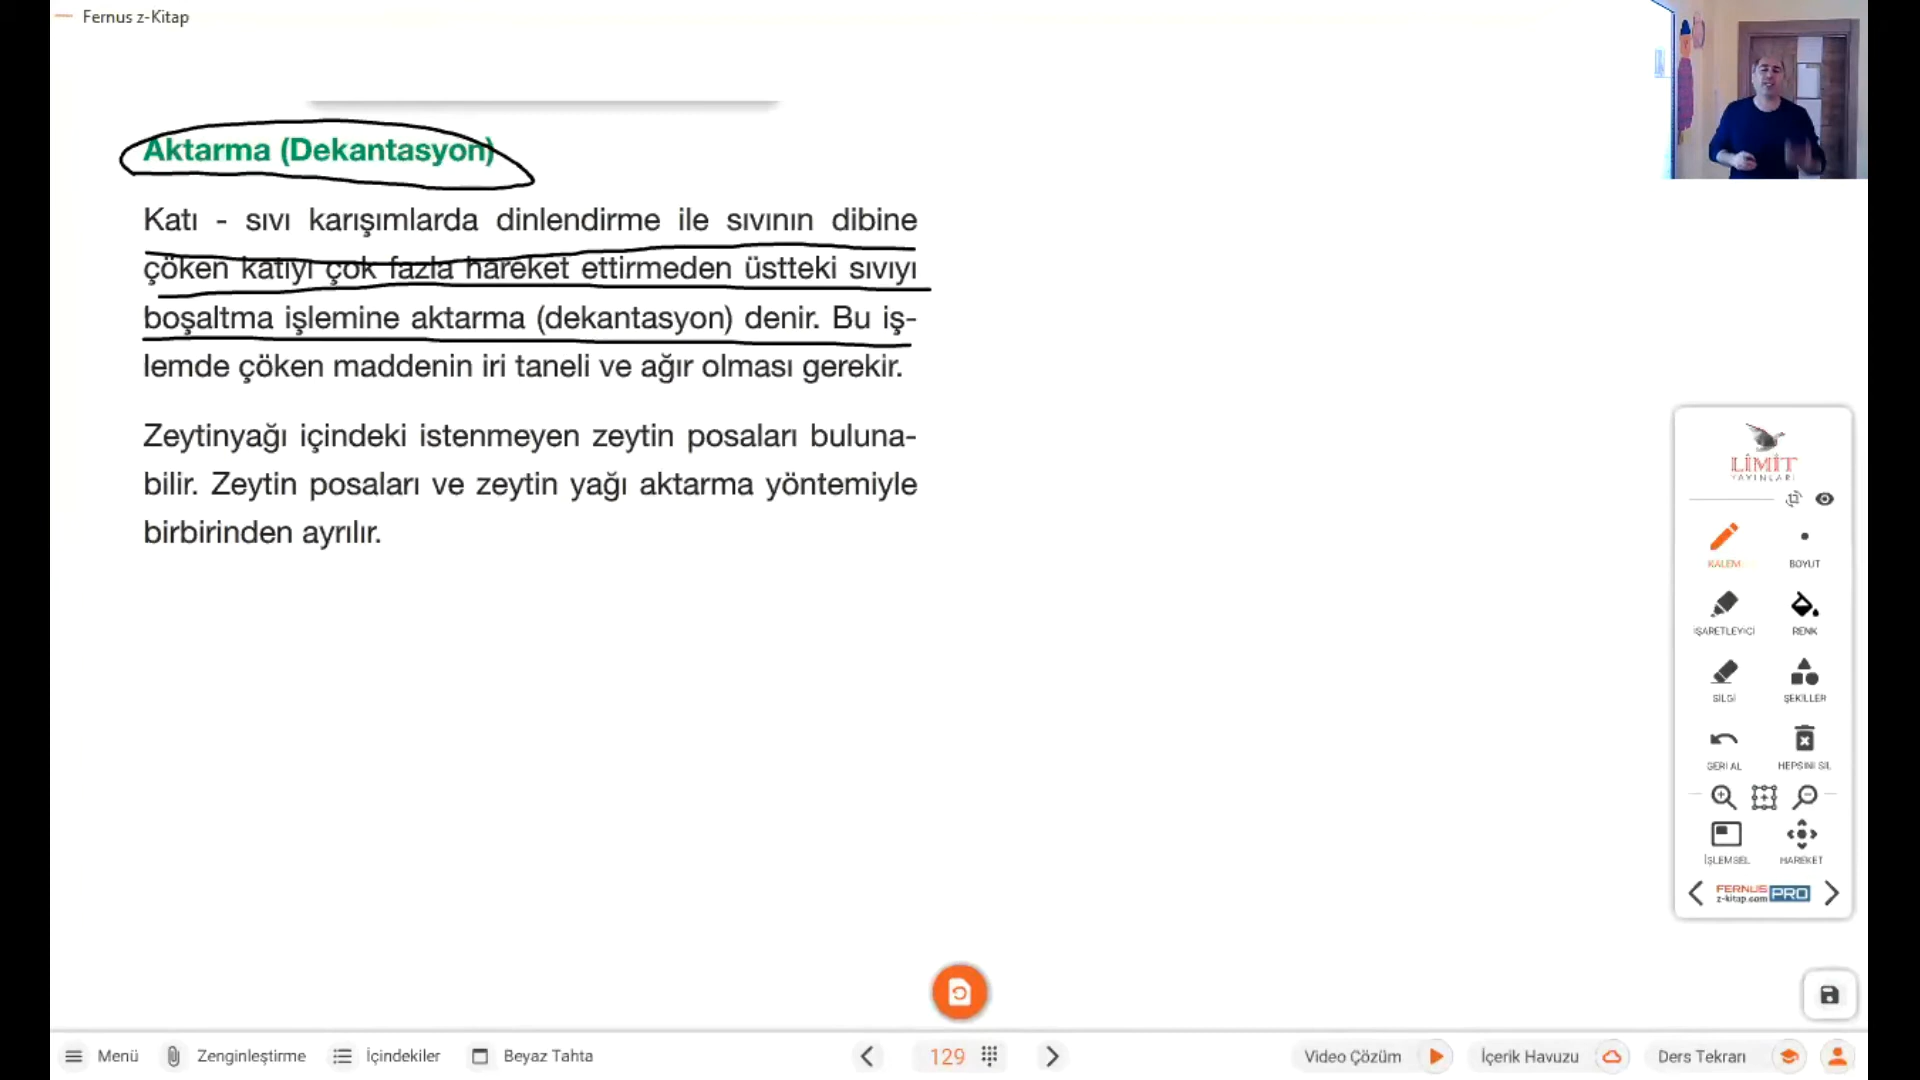 Fernus z-Kitap
Aktarma (Dekantasyon)
Katı - sıvı karışımlarda dinlendirme ile sıvının dibine
çöken katıyı çok fazla hareket ettirmeden üstteki sıvıyı
boşaltma işlemine aktarma (dekantasyon) denir. Bu iş-
lemde çöken maddenin iri taneli ve ağır olması gerekir.
Zeytinyağı içindeki istenmeyen zeytin posaları buluna-
bilir. Zeytin posaları ve zeytin yağı aktarma yöntemiyle
birbirinden ayrılır.
LİMİT
YAYINLARI
KALEM
BOYUT
İŞARETLEYİCİ
RENK
SİLGİ
ŞEKİLLER
GERİ AL
HEPSİNİ SİL
İŞLEMSEL
HAREKET
FERNUS
z-kitap.com
PRO
Menü
Zenginleştirme
İçindekiler
Beyaz Tahta
129
Video Çözüm
İçerik Havuzu
Ders Tekrarı